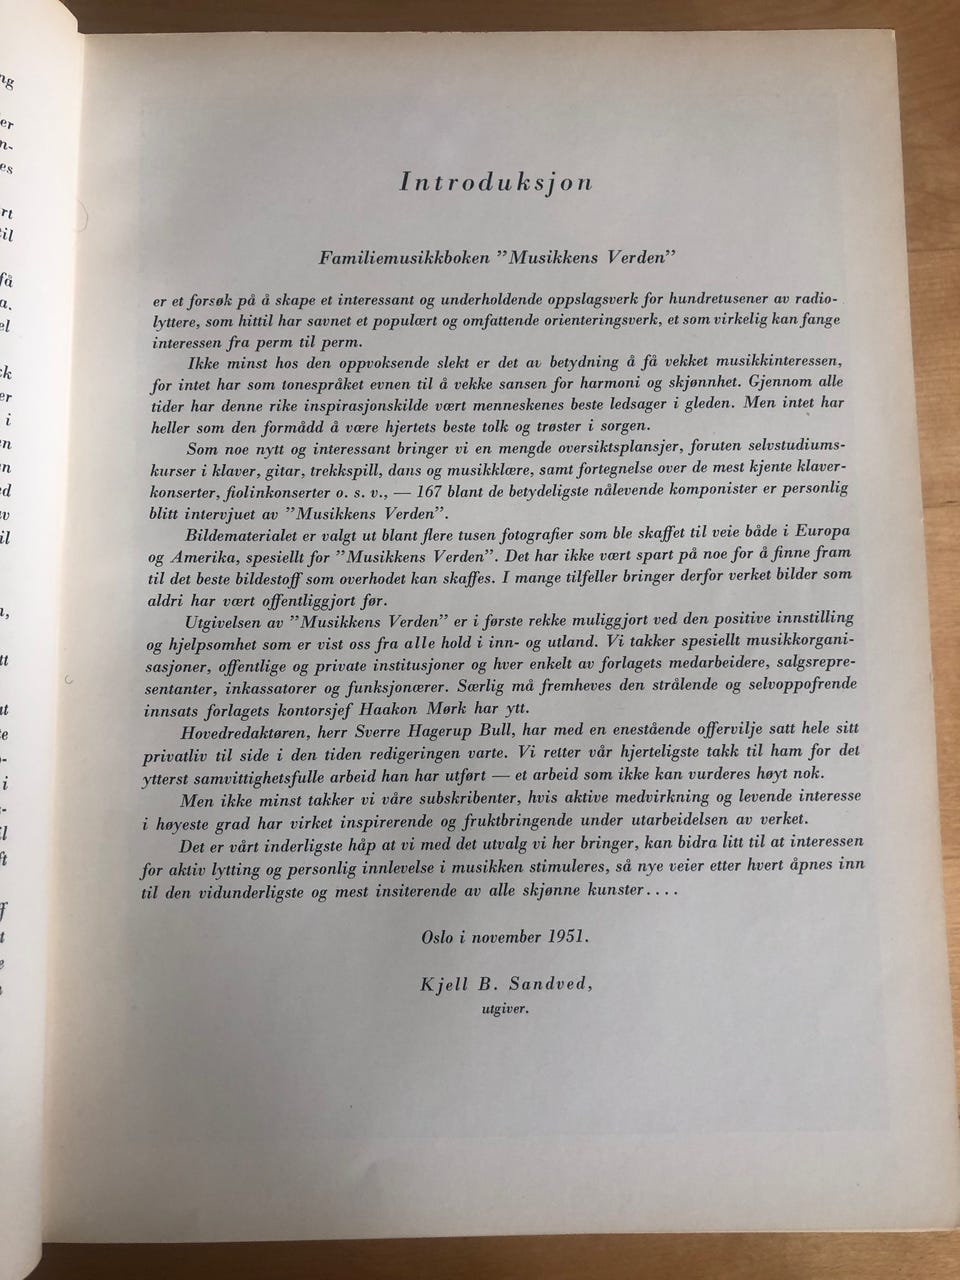 Introduksjon
Familiemusikkboken ”Musikkens Verden”
er et forsøk på å skape et interessant og underholdende oppslagsverk for hundretusener av radio-
lyttere, som hittil har savnet et populært og omfattende orienteringsverk, et som virkelig kan fange
interessen fra perm til perm.
Ikke minst hos den oppvoksende slekt er det av betydning å få vekket musikkinteressen,
for intet har som tonespråket evnen til å vekke sansen for harmoni og skjønnhet. Gjennom alle
tider har denne rike inspirasjonskilde vært menneskenes beste ledsager i gleden. Men intet har
heller som den formådd å være hjertets beste tolk og trøster i sorgen.
Som noe nytt og interessant bringer vi en mengde oversiktsplansjer, foruten selvstudiums-
kurser i klaver, gitar, trekkspill, dans og musikklære, samt fortegnelse over de mest kjente klaver-
konserter, fiolinkonserter o. s. v., — 167 blant de betydeligste nålevende komponister er personlig
blitt intervjuet av ”Musikkens Verden”.
Bildematerialet er valgt ut blant flere tusen fotografier som ble skaffet til veie både i Europa
og Amerika, spesiellt for ”Musikkens Verden”. Det har ikke vært spart på noe for å finne fram
til det beste bildestoff som overhodet kan skaffes. I mange tilfeller bringer derfor verket bilder som
aldri har vært offentliggjort før.
Utgivelsen av ”Musikkens Verden” er i første rekke muliggjort ved den positive innstilling
og hjelpsomhet som er vist oss fra alle hold i inn- og utland. Vi takker spesiellt musikkorgani-
sasjoner, offentlige og private institusjoner og hver enkelt av forlagets medarbeidere, salgsrepre-
sentanter, inkassatorer og funksjonærer. Særlig må fremheves den strålende og selvoppofrende
innsats forlagets kontorsjef Haakon Mørk har ytt.
Hovedredaktøren, herr Sverre Hagerup Bull, har med en enestående offervilje satt hele sitt
privatliv til side i den tiden redigeringen varte. Vi retter vår hjerteligste takk til ham for det
ytterst samvittighetsfulle arbeid han har utført — et arbeid som ikke kan vurderes høyt nok.
Men ikke minst takker vi våre subskribenter, hvis aktive medvirkning og levende interesse
i høyeste grad har virket inspirerende og fruktbringende under utarbeidelsen av verket.
Det er vårt inderligste håp at vi med det utvalg vi her bringer, kan bidra litt til at interessen
for aktiv lytting og personlig innlevelse i musikken stimuleres, så nye veier etter hvert åpnes inn
til den vidunderligste og mest insiterende av alle skjønne kunster....
Oslo i november 1951.
Kjell B. Sandved,
utgiver.